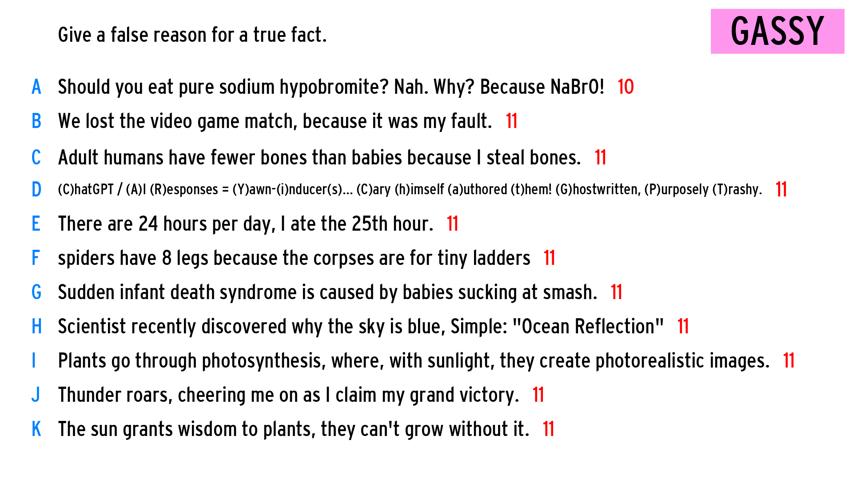 Give a false reason for a true fact.
GASSY
A Should you eat pure sodium hypobromite? Nah. Why? Because NaBrO! 10
B We lost the video game match, because it was my fault. 11
C Adult humans have fewer bones than babies because I steal bones. 11
D (C)hatGPT / (A)I (R)esponses = (Y)awn-(i)nducer(s)... (C)ary (h)imself (a)uthored (t)hem! (G)hostwritten, (P)urposely (T)rashy. 11
E There are 24 hours per day, I ate the 25th hour. 11
F spiders have 8 legs because the corpses are for tiny ladders 11
G Sudden infant death syndrome is caused by babies sucking at smash. 11
H Scientist recently discovered why the sky is blue, Simple: "Ocean Reflection" 11
I Plants go through photosynthesis, where, with sunlight, they create photorealistic images. 11
J Thunder roars, cheering me on as I claim my grand victory. 11
K The sun grants wisdom to plants, they can't grow without it. 11